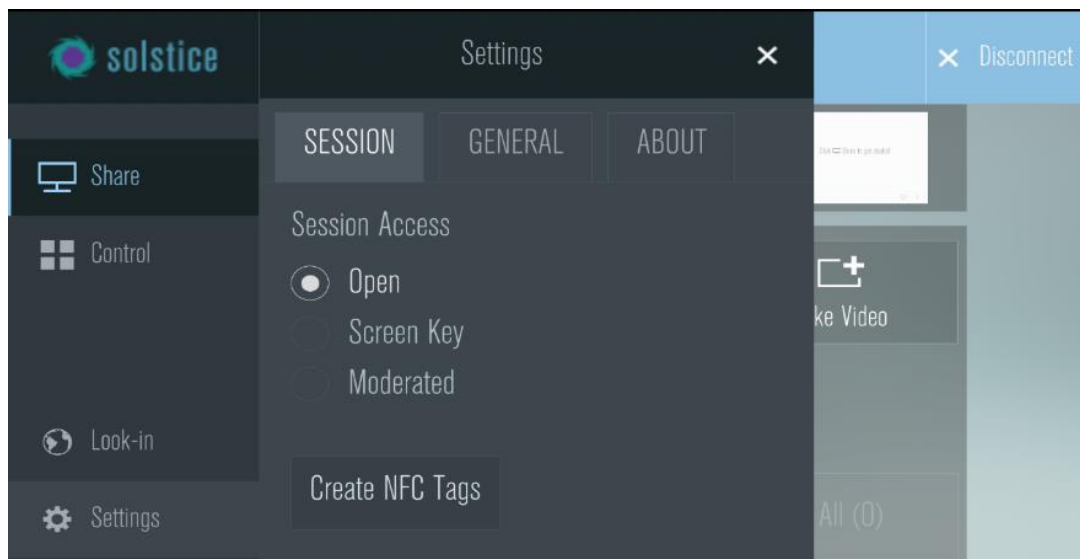 solstice
Settings
Disconnect
SESSION
GENERAL
ABOUT
Share
Session Access
Control
Open
ke Video
Screen Key
Moderated
Look-in
Create NFC Tags
Settings
All (0)